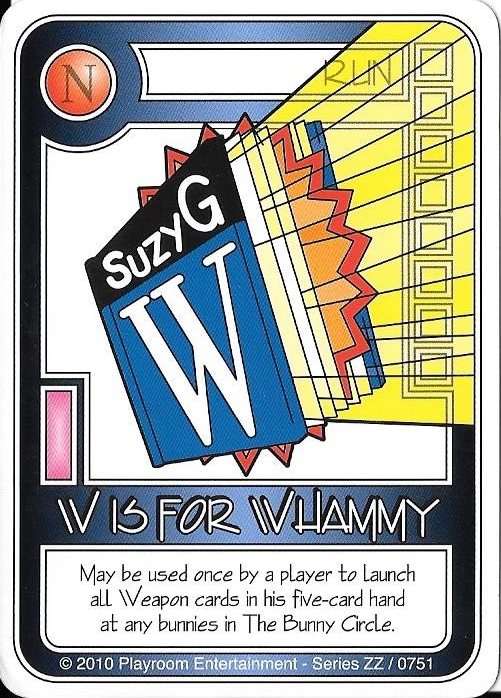 N
RUN
SUZYG
W
W IS FOR WHAMMY
May be used once by a player to launch
all Weapon cards in his five-card hand
at any bunnies in The Bunny Circle.
© 2010 Playroom Entertainment - Series ZZ / 0751